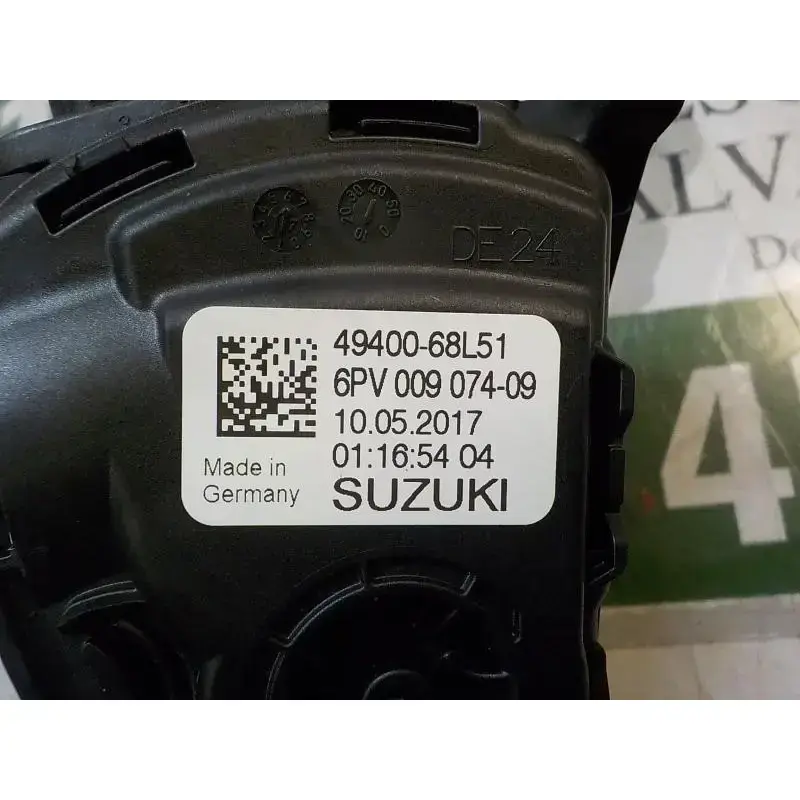 DE24
49400-68L51
6PV 009 074-09
10.05.2017
01:16:54 04
Made in
Germany
SUZUKI